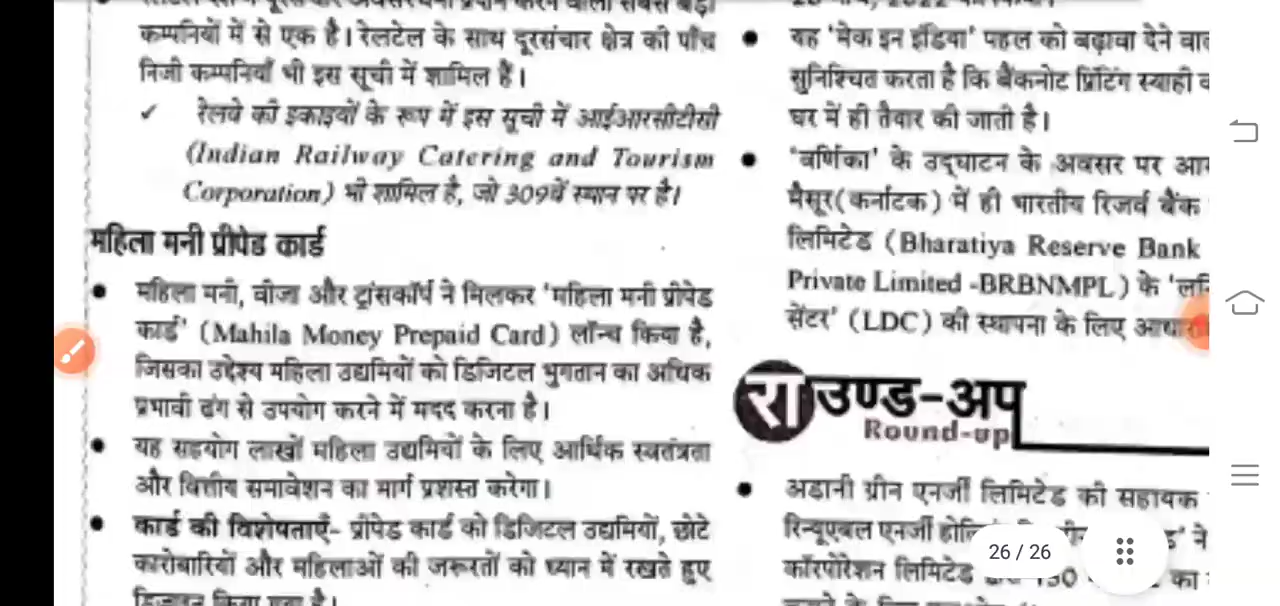 कम्पनियों में से एक है। रेलटेल के साथ दूरसंचार क्षेत्र की पाँच
निजी कम्पनियाँ भी इस सूची में शामिल हैं।
✓ रेलवे की इकाइयों के रूप में इस सूची में आईआरसीटीसी
(Indian Railway Catering and Tourism
Corporation) भी शामिल है, जो 309वें स्थान पर है।
महिला मनी प्रीपेड कार्ड
• महिला मनी, वीजा और ट्रांसकॉर्प ने मिलकर 'महिला मनी प्रीपेड
कार्ड' (Mahila Money Prepaid Card) लॉन्च किया है,
जिसका उद्देश्य महिला उद्यमियों को डिजिटल भुगतान का अधिक
प्रभावी ढंग से उपयोग करने में मदद करना है।
• यह सहयोग लाखों महिला उद्यमियों के लिए आर्थिक स्वतंत्रता
और वित्तीय समावेशन का मार्ग प्रशस्त करेगा।
• कार्ड की विशेषताएँ- प्रीपेड कार्ड को डिजिटल उद्यमियों, छोटे
कारोबारियों और महिलाओं की जरूरतों को ध्यान में रखते हुए
• यह 'मेक इन इंडिया' पहल को बढ़ावा देने
सुनिश्चित करता है कि बैंकनोट प्रिंटिंग स्याही
घर में ही तैयार की जाती है।
• 'वर्णिका' के उद्घाटन के अवसर पर
मैसूर(कर्नाटक) में ही भारतीय रिजर्व बैंक
लिमिटेड (Bharatiya Reserve Bank
Private Limited -BRBNMPL) के
सेंटर' (LDC) की स्थापना के लिए
राउण्ड-अप
Round-up
• अडानी ग्रीन एनर्जी लिमिटेड की सहायक
रिन्यूएबल एनर्जी ने
कॉरपोरेशन लिमिटेड का
26 / 26